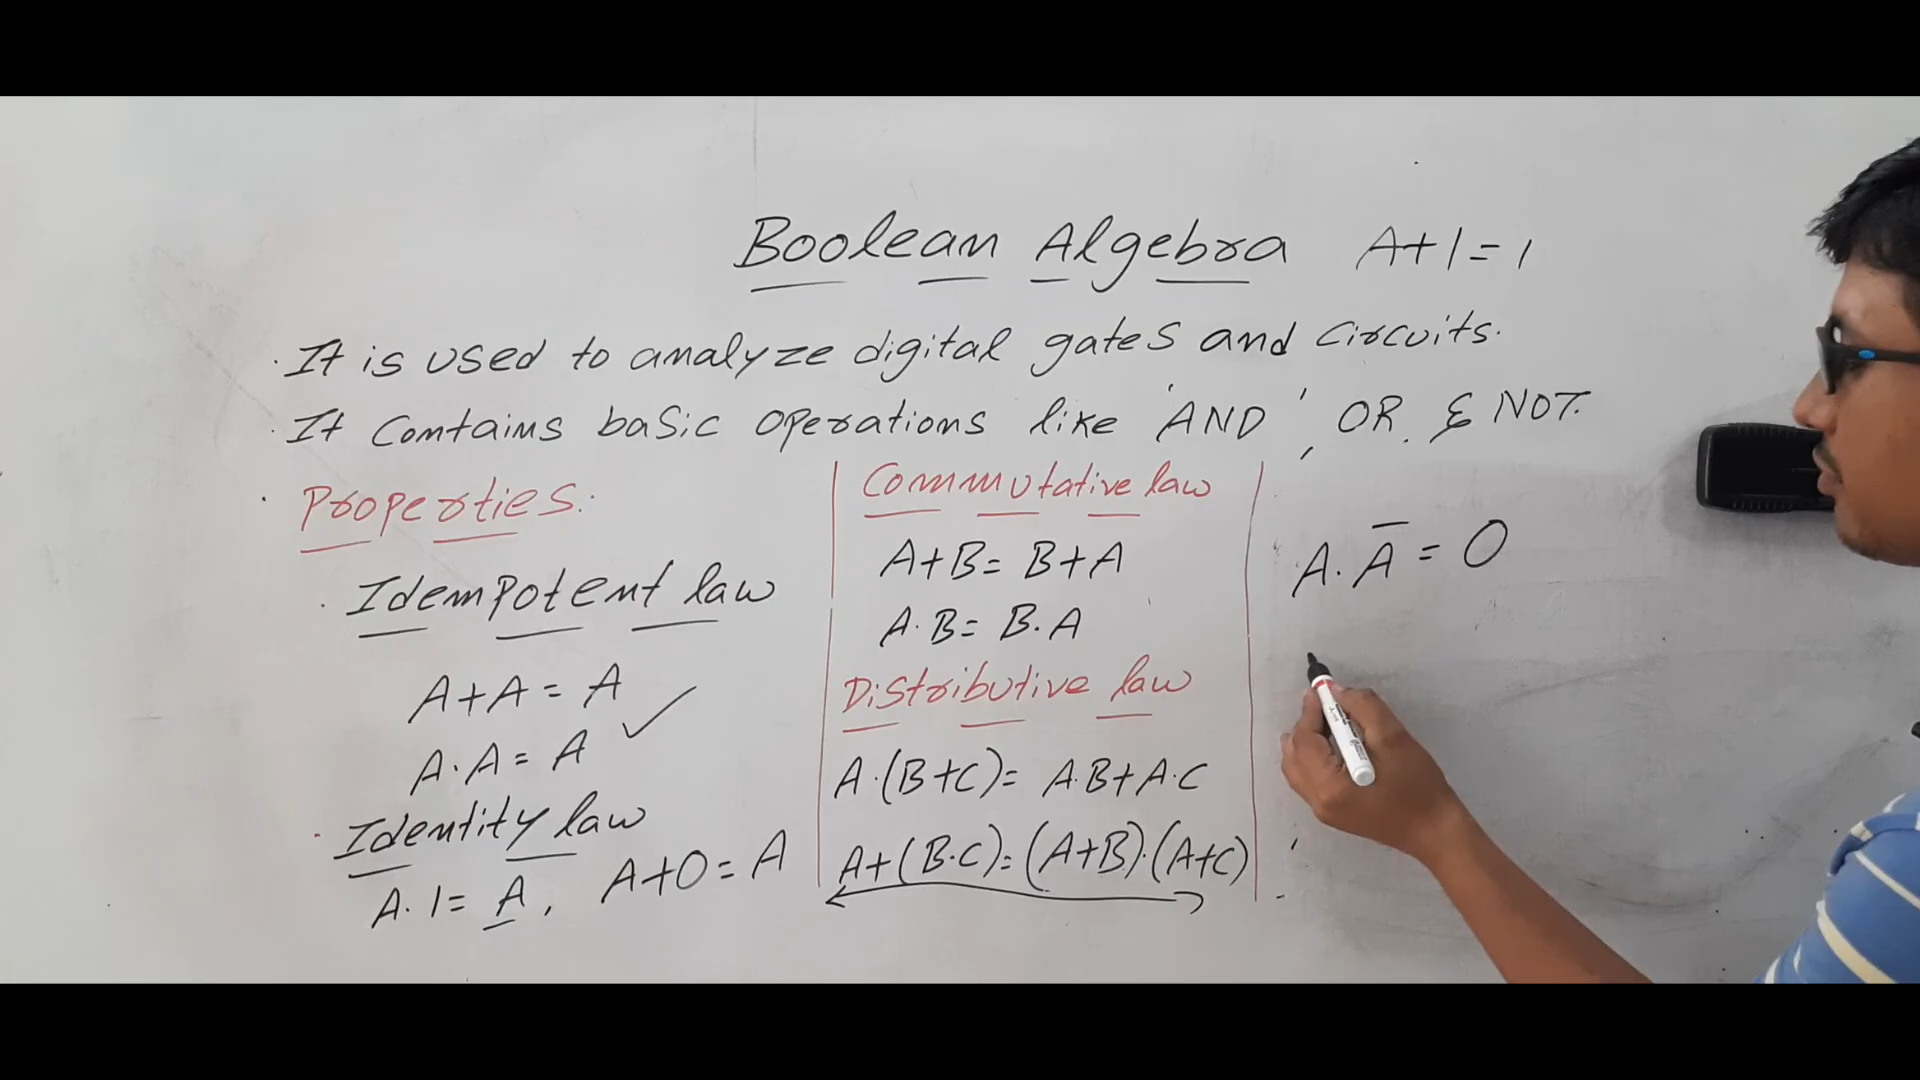 Boolean Algebra A+1=1
· It is used to analyze digital gates and circuits.
· It contains basic operations like 'AND', OR & NOT.
· Properties:
· Idempotent law
A+A = A
A·A = A
· Identity law
A·1 = A, A+0 = A
Commutative law
A+B = B+A
A·B = B·A
Distributive law
A·(B+C) = A·B+A·C
A+(B·C) = (A+B)·(A+C)
A·Ā = 0